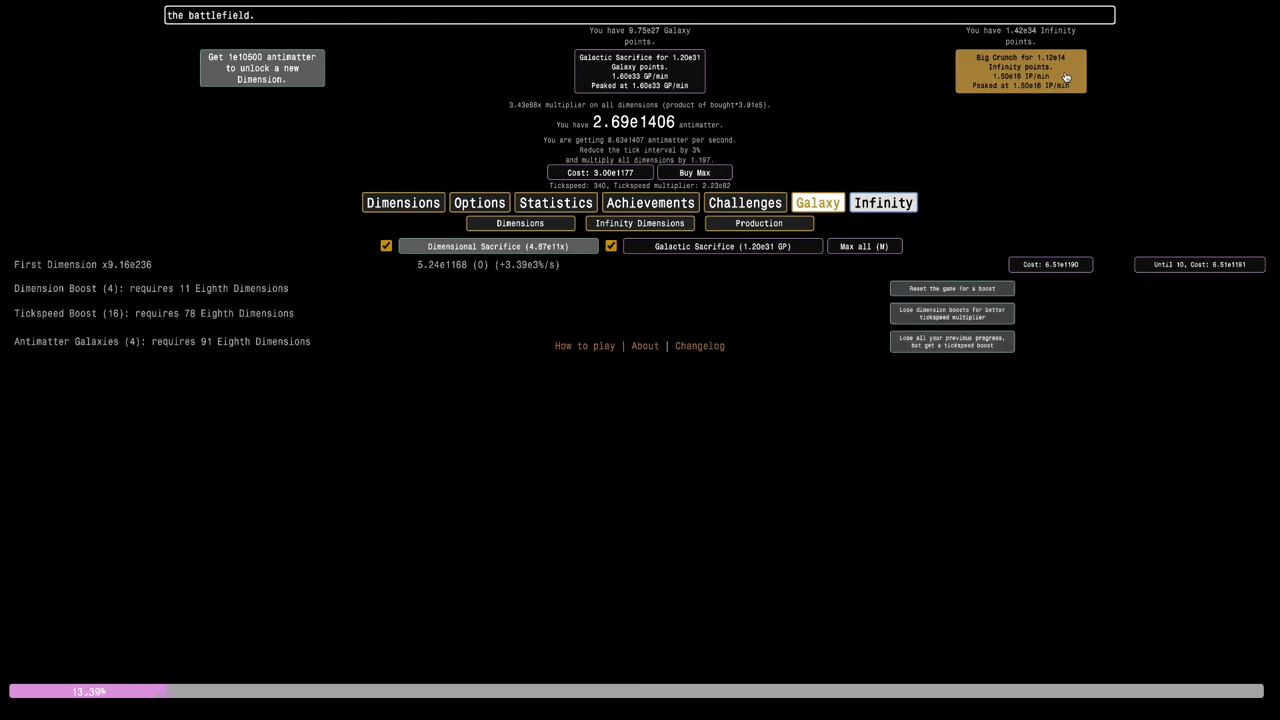 the battlefield.
You have 9.75e27 Galaxy
points.
You have 1.42e34 Infinity
points.
Get 1e10500 antimatter
to unlock a new
Dimension.
Galactic Sacrifice for 1.20e31
Galaxy points.
1.60e33 GP/min
Peaked at 1.60e33 GP/min
Big Crunch for 1.12e14
Infinity points.
1.50e16 IP/min
Peaked at 1.50e16 IP/min
3.43e68x multiplier on all dimensions (product of bought*3.91e5).
You have 2.69e1406 antimatter.
You are getting 8.63e1407 antimatter per second.
Reduce the tick interval by 3%
and multiply all dimensions by 1.197.
Cost: 3.00e1177 Buy Max
Tickspeed: 340, Tickspeed multiplier: 2.23e82
Dimensions Options Statistics Achievements Challenges Galaxy Infinity
Dimensions Infinity Dimensions Production
Dimensional Sacrifice (4.87e11x) Galactic Sacrifice (1.20e31 GP) Max all (M)
First Dimension x9.16e236 5.24e1168 (0) (+3.39e3%/s) Cost: 6.51e1190 Until 10, Cost: 6.51e1191
Dimension Boost (4): requires 11 Eighth Dimensions Reset the game for a boost
Tickspeed Boost (16): requires 78 Eighth Dimensions Lose dimension boosts for better
tickspeed multiplier
Antimatter Galaxies (4): requires 91 Eighth Dimensions Lose all your previous progress,
but get a tickspeed boost
How to play | About | Changelog
13.39%